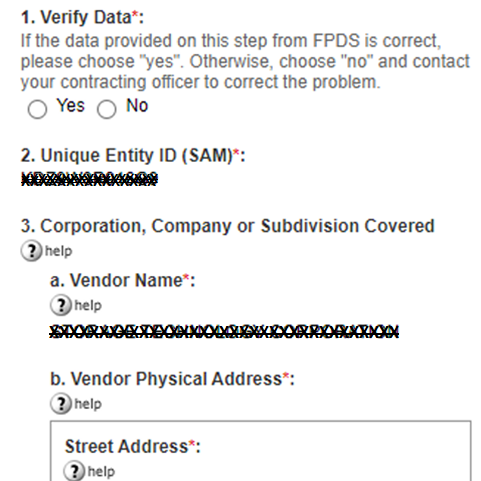 1. Verify Data*:
If the data provided on this step from FPDS is correct,
please choose "yes". Otherwise, choose "no" and contact
your contracting officer to correct the problem.
Yes No
2. Unique Entity ID (SAM)*:
3. Corporation, Company or Subdivision Covered
? help
a. Vendor Name*:
? help
b. Vendor Physical Address*:
? help
Street Address*:
? help